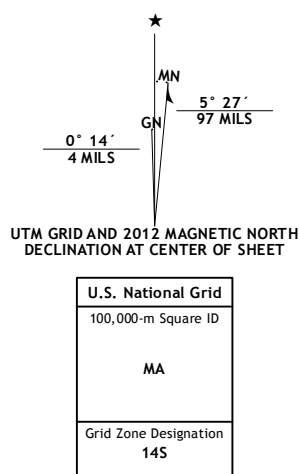 ★
MN
5° 27´
97 MILS
GN
0° 14´
4 MILS
UTM GRID AND 2012 MAGNETIC NORTH
DECLINATION AT CENTER OF SHEET
U.S. National Grid
100,000-m Square ID
MA
Grid Zone Designation
14S